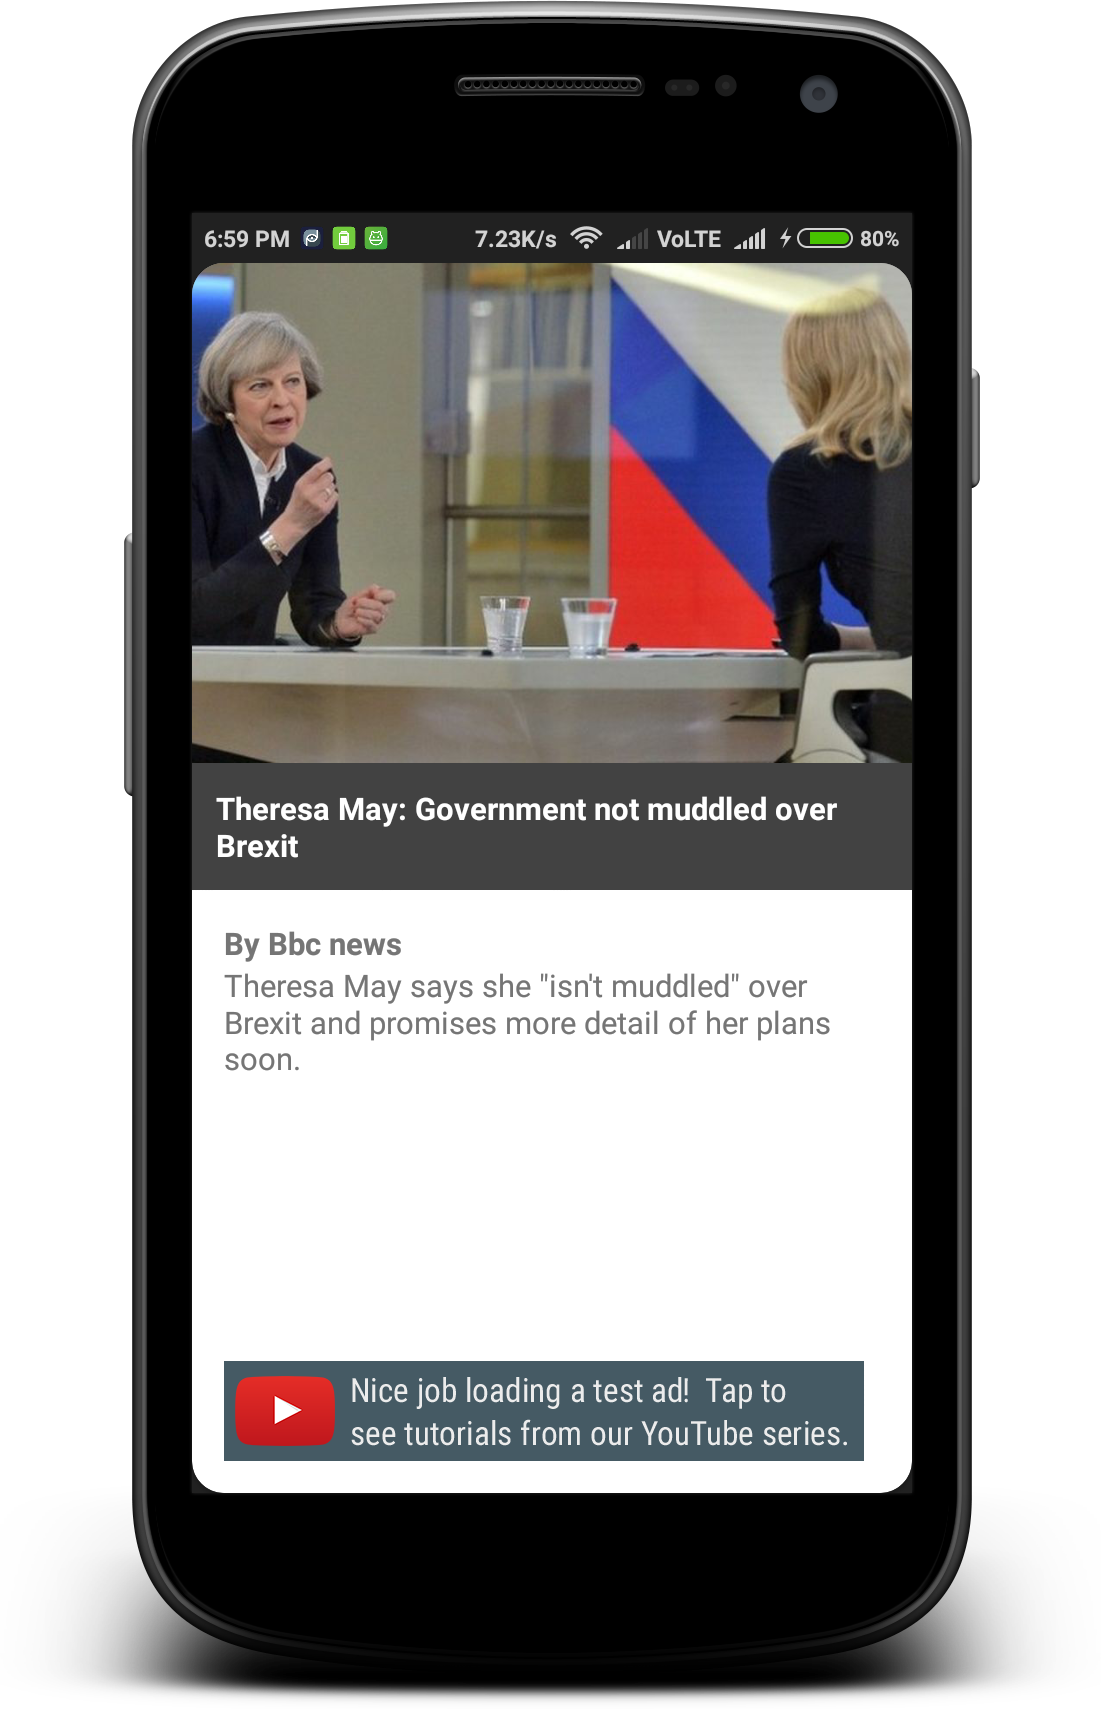 6:59 PM 7.23K/s VoLTE 80%
Theresa May: Government not muddled over
Brexit
By Bbc news
Theresa May says she "isn't muddled" over
Brexit and promises more detail of her plans
soon.
Nice job loading a test ad!  Tap to
see tutorials from our YouTube series.